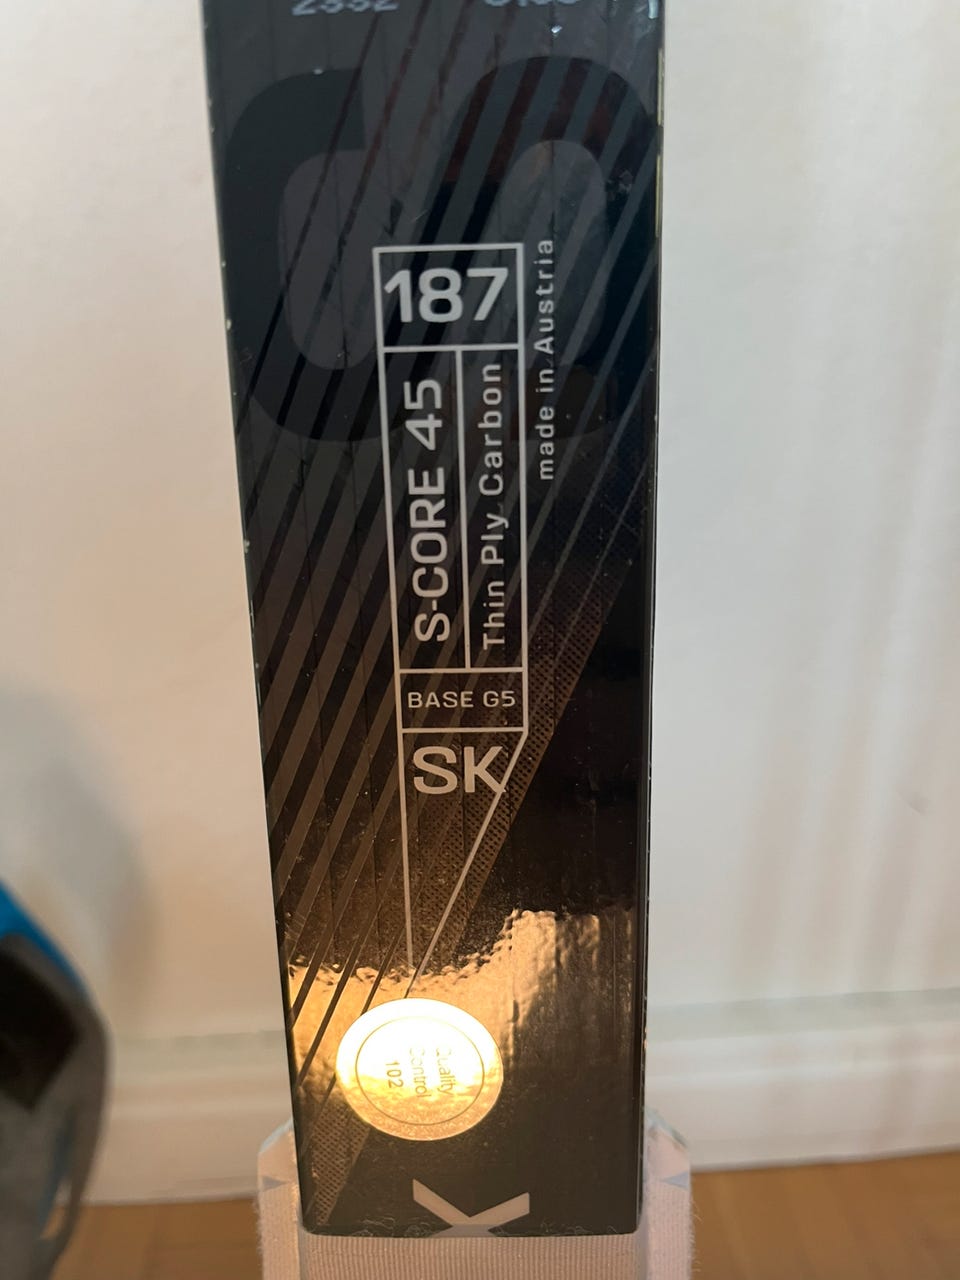 187
S-CORE 45
Thin Ply Carbon
made in Austria
BASE G5
SK
Quality
Control
102